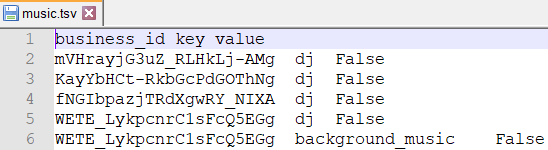 music.tsv
1 business_id key value
2 mVHrayjG3uZ_RLHkLj-AMg dj False
3 KayYbHCt-RkbGcPdGOThNg dj False
4 fNGIbpazjTRdXgwRY_NIXA dj False
5 WETE_LykpcnrC1sFcQ5EGg dj False
6 WETE_LykpcnrC1sFcQ5EGg background_music False